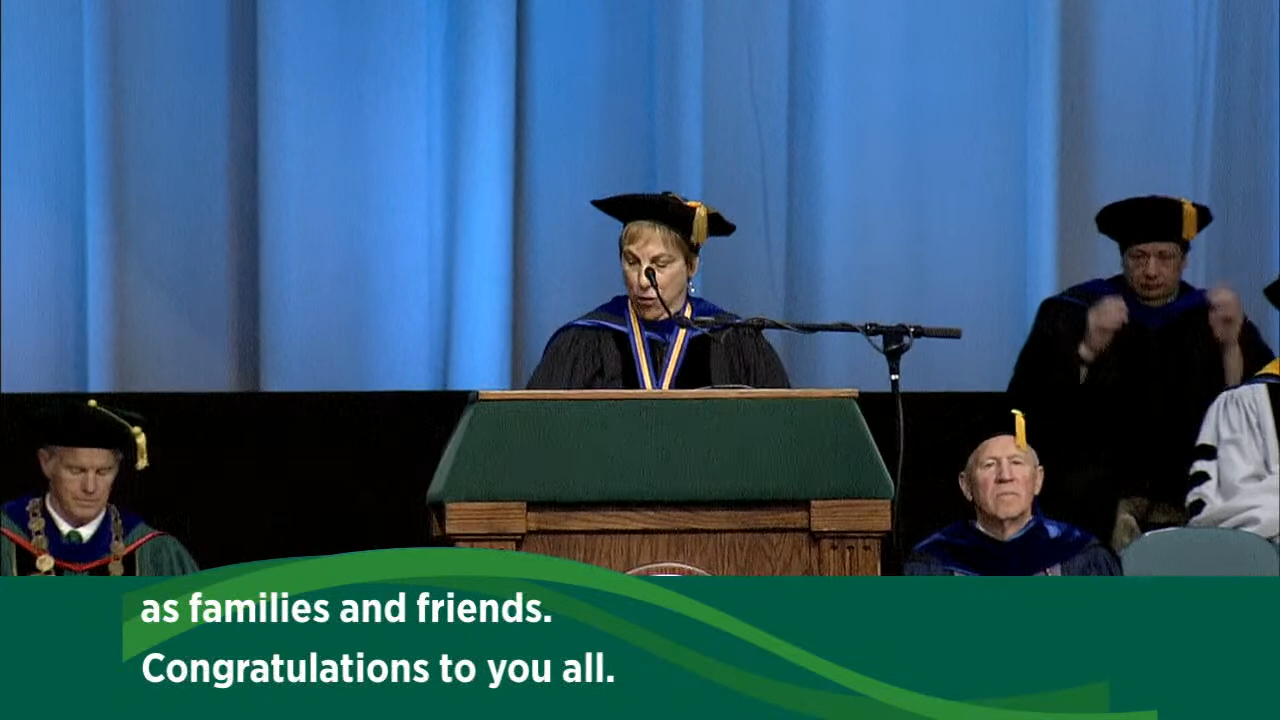 as families and friends.
Congratulations to you all.